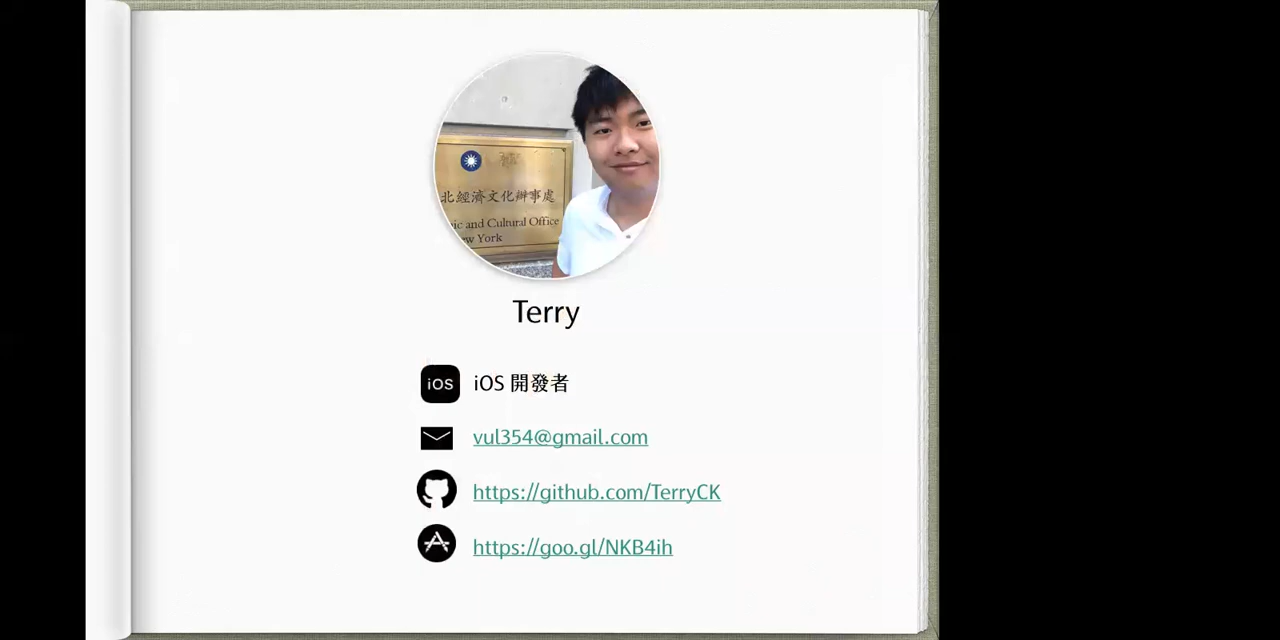 北經濟文化辦事處
ic and Cultural Office
ew York
Terry
iOS
iOS 開發者
vul354@gmail.com
https://github.com/TerryCK
https://goo.gl/NKB4ih